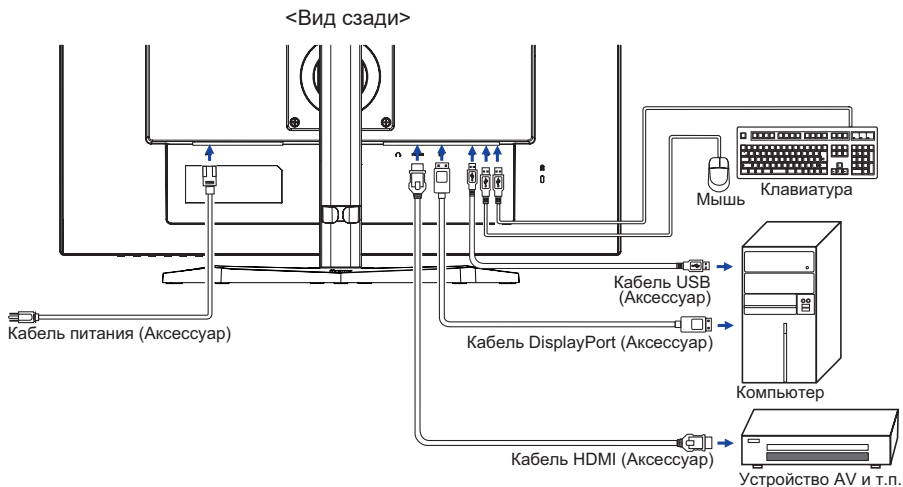 <Вид сзади>
Мышь
Клавиатура
Кабель USB
(Аксессуар)
Кабель питания (Аксессуар)
Кабель DisplayPort (Аксессуар)
Компьютер
Кабель HDMI (Аксессуар)
Устройство AV и т.п.